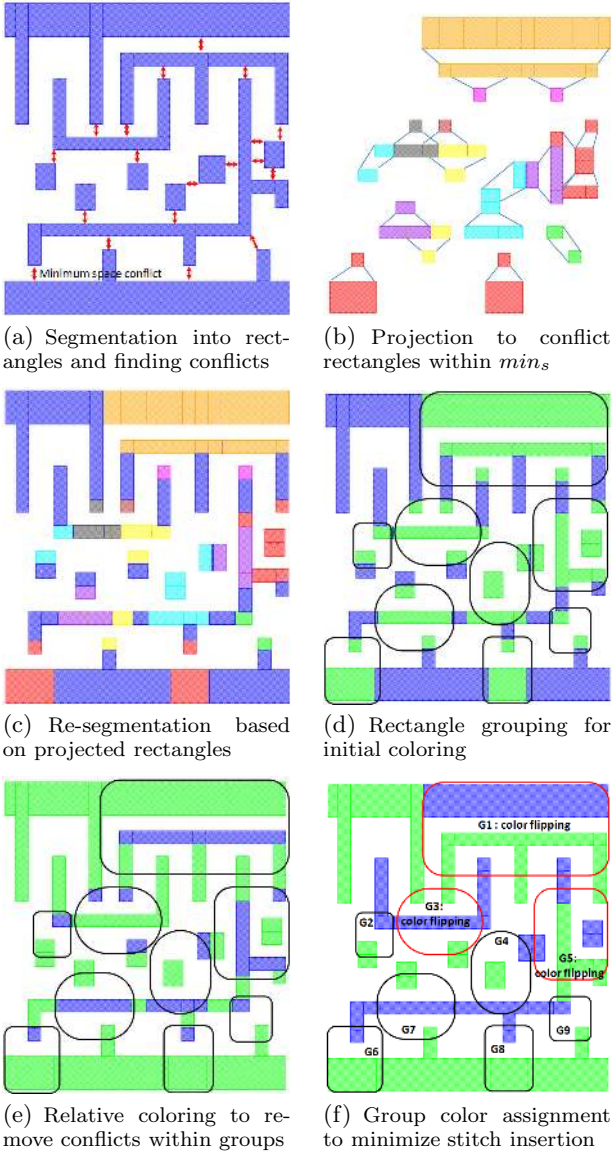 Minimum space conflict
(a) Segmentation into rect-
angles and finding conflicts
(b) Projection to conflict
rectangles within min_s
(c) Re-segmentation based
on projected rectangles
(d) Rectangle grouping for
initial coloring
G1 : color flipping
G3:
color flipping
G2
G4
G5:
color flipping
G7
G9
G6
G8
(e) Relative coloring to re-
move conflicts within groups
(f) Group color assignment
to minimize stitch insertion